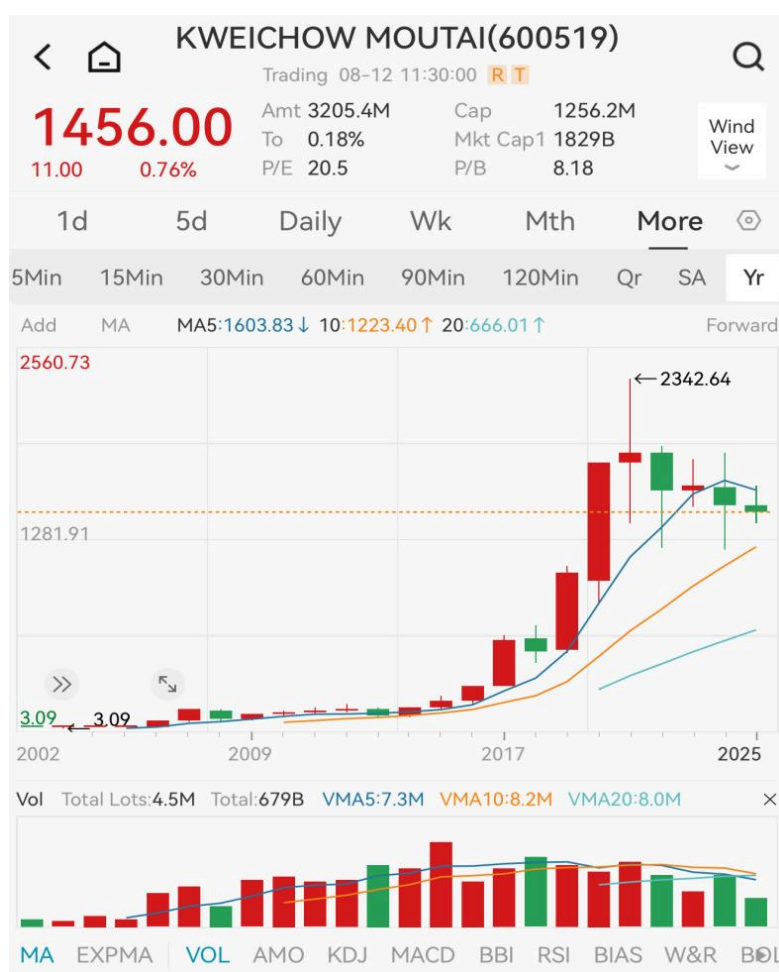 KWEICHOW MOUTAI(600519)
Trading 08-12 11:30:00 R T
1456.00
11.00 0.76%
Amt 3205.4M Cap 1256.2M
To 0.18% Mkt Cap1 1829B
P/E 20.5 P/B 8.18
Wind
View
1d 5d Daily Wk Mth More
5Min 15Min 30Min 60Min 90Min 120Min Qr SA Yr
Add MA MA5:1603.83↓ 10:1223.40↑ 20:666.01↑ Forward
2560.73
←2342.64
1281.91
3.09 ←3.09
2002 2009 2017 2025
Vol Total Lots:4.5M Total:679B VMA5:7.3M VMA10:8.2M VMA20:8.0M ×
MA EXPMA VOL AMO KDJ MACD BBI RSI BIAS W&R